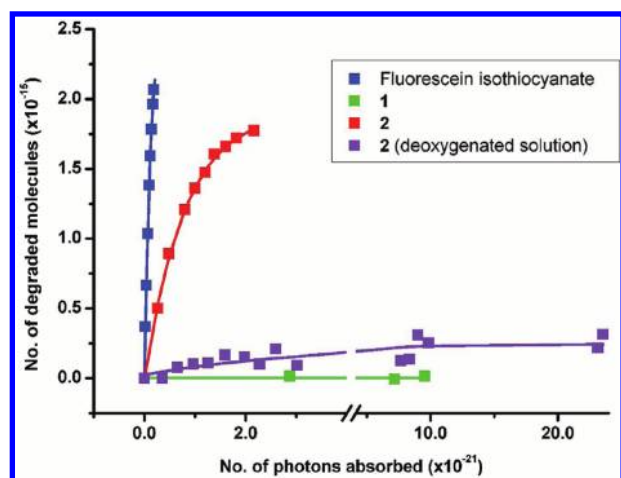 No. of degraded molecules (x10⁻¹⁵)
2.5
2.0
1.5
1.0
0.5
0.0
Fluorescein isothiocyanate
1
2
2 (deoxygenated solution)
0.0 2.0 10.0 20.0
No. of photons absorbed (x10⁻²¹)